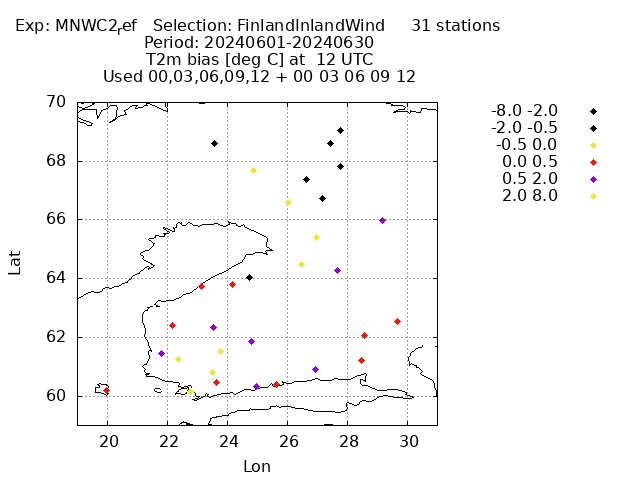 Exp: MNWC2ref   Selection: FinlandInlandWind     31 stations
Period: 20240601-20240630
T2m bias [deg C] at  12 UTC
Used 00,03,06,09,12 + 00 03 06 09 12
-8.0 -2.0
-2.0 -0.5
-0.5 0.0
0.0 0.5
0.5 2.0
2.0 8.0
70
68
66
64
62
60
Lat
20 22 24 26 28 30
Lon